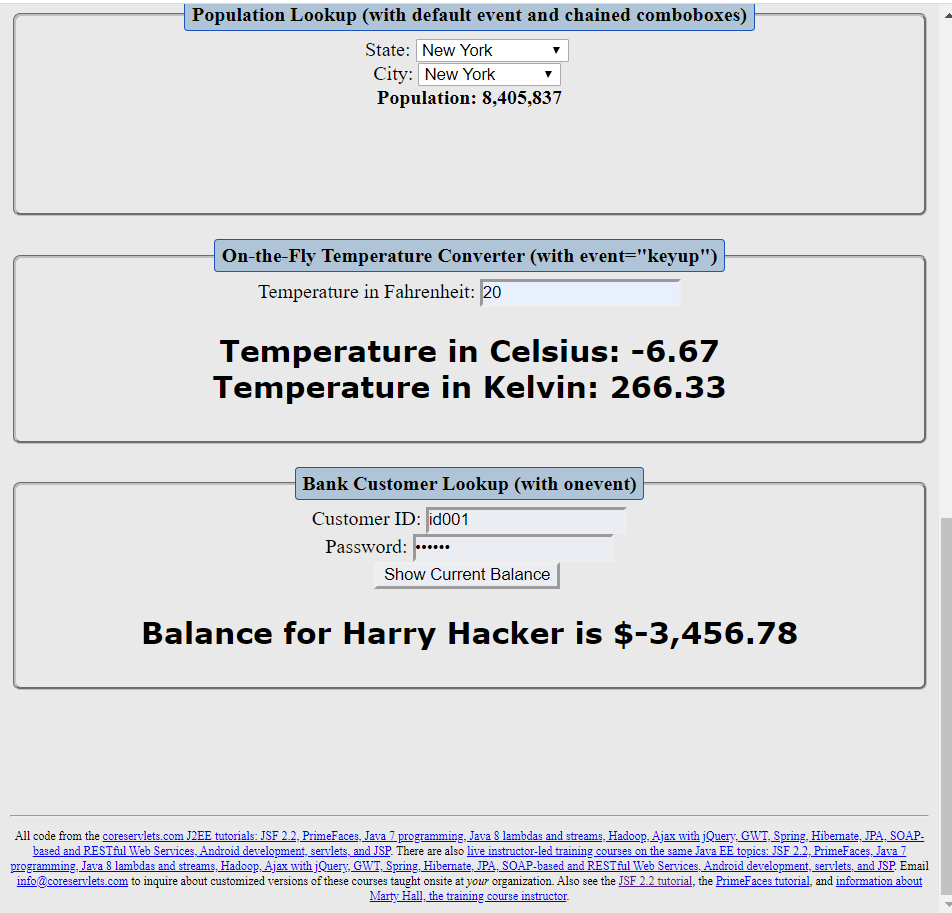 Population Lookup (with default event and chained comboboxes)
State: New York
City: New York
Population: 8,405,837
On-the-Fly Temperature Converter (with event="keyup")
Temperature in Fahrenheit: 20
Temperature in Celsius: -6.67
Temperature in Kelvin: 266.33
Bank Customer Lookup (with onevent)
Customer ID: id001
Password: ••••••
Show Current Balance
Balance for Harry Hacker is $-3,456.78
All code from the coreservlets.com J2EE tutorials: JSF 2.2, PrimeFaces, Java 7 programming, Java 8 lambdas and streams, Hadoop, Ajax with jQuery, GWT, Spring, Hibernate, JPA, SOAP-
based and RESTful Web Services, Android development, servlets, and JSP. There are also live instructor-led training courses on the same Java EE topics: JSF 2.2, PrimeFaces, Java 7
programming, Java 8 lambdas and streams, Hadoop, Ajax with jQuery, GWT, Spring, Hibernate, JPA, SOAP-based and RESTful Web Services, Android development, servlets, and JSP. Email
info@coreservlets.com to inquire about customized versions of these courses taught onsite at your organization. Also see the JSF 2.2 tutorial, the PrimeFaces tutorial, and information about
Marty Hall, the training course instructor.